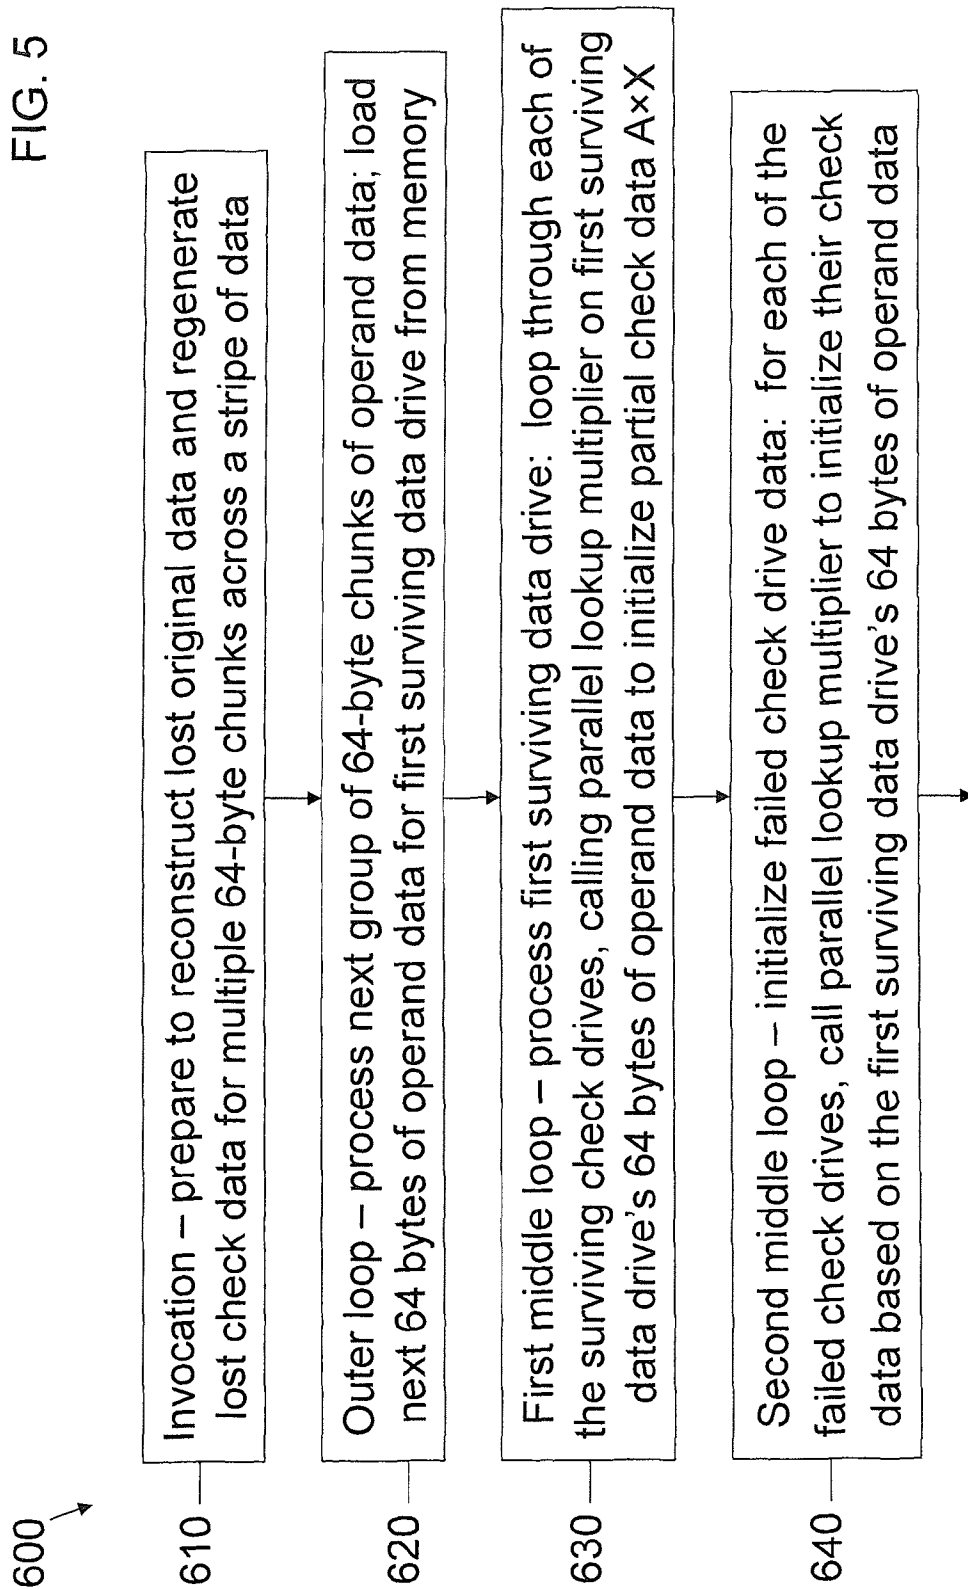 FIG. 5
600
610
Invocation – prepare to reconstruct lost original data and regenerate
lost check data for multiple 64-byte chunks across a stripe of data
620
Outer loop – process next group of 64-byte chunks of operand data; load
next 64 bytes of operand data for first surviving data drive from memory
630
First middle loop – process first surviving data drive: loop through each of
the surviving check drives, calling parallel lookup multiplier on first surviving
data drive's 64 bytes of operand data to initialize partial check data A×X
640
Second middle loop – initialize failed check drive data: for each of the
failed check drives, call parallel lookup multiplier to initialize their check
data based on the first surviving data drive's 64 bytes of operand data